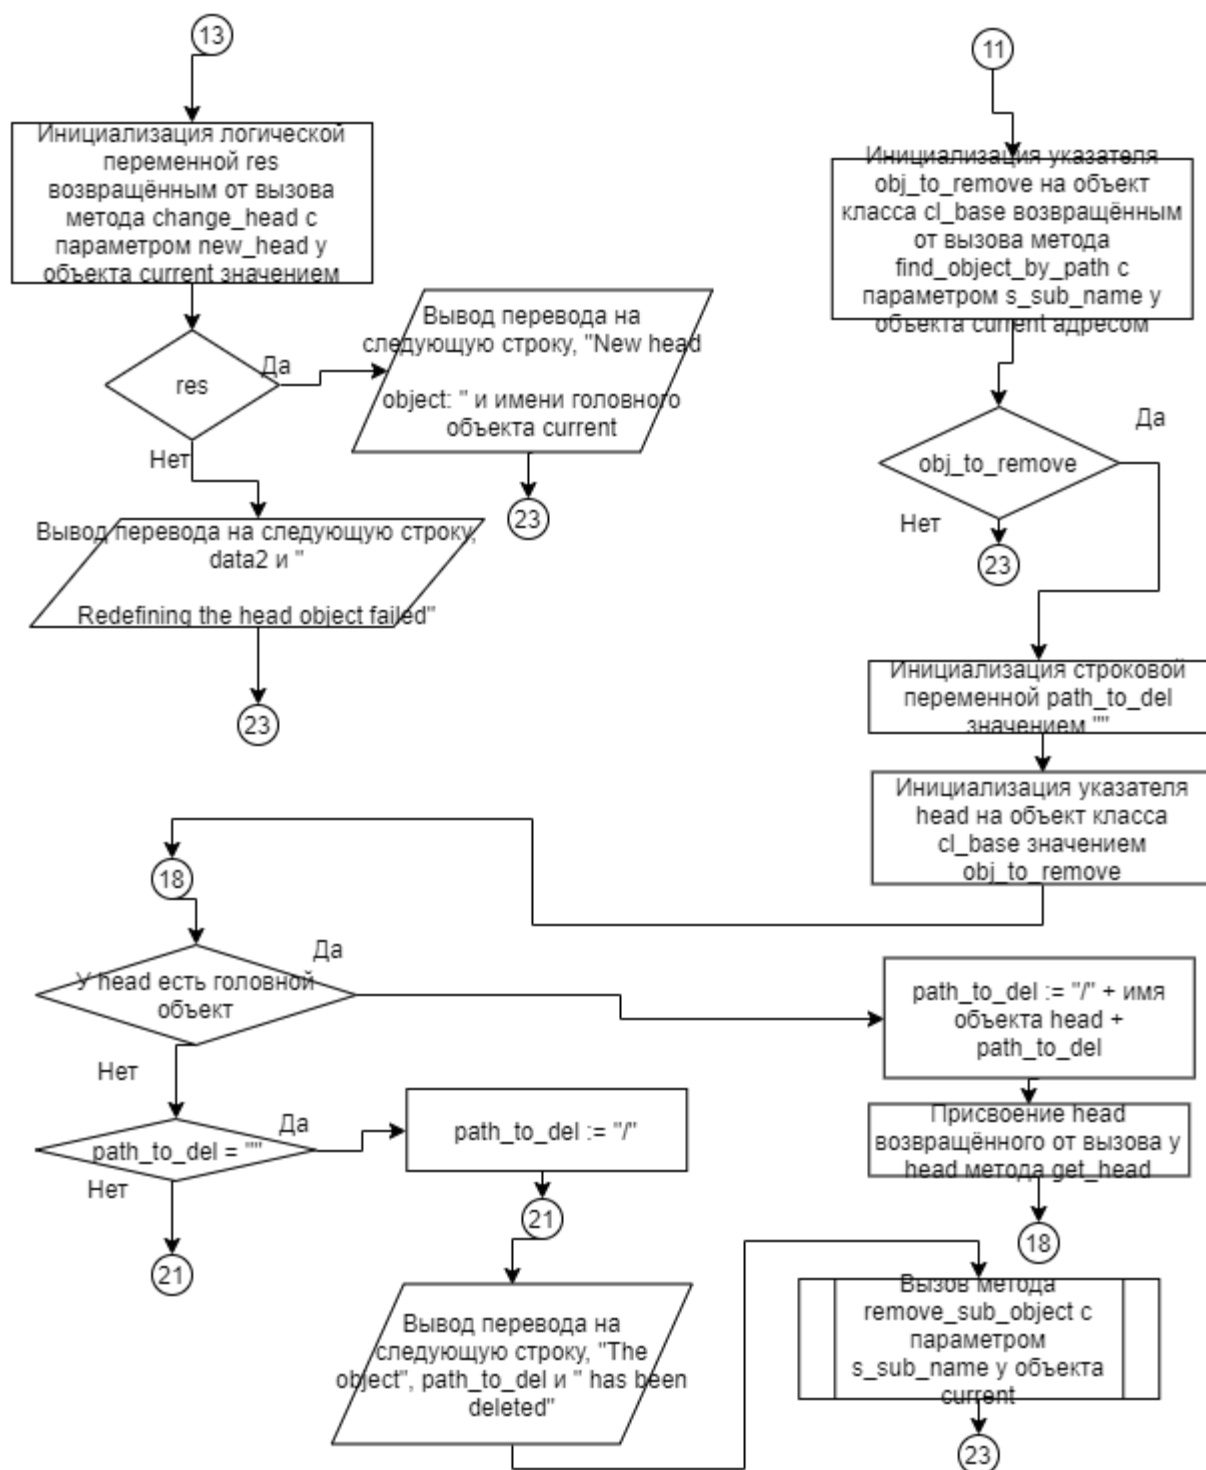 13
Инициализация логической
переменной res
возвращённым от вызова
метода change_head с
параметром new_head у
объекта current значением
res
Да
Вывод перевода на
следующую строку, "New head
object: " и имени головного
объекта current
23
Нет
Вывод перевода на следующую строку,
data2 и "
Redefining the head object failed"
23
11
Инициализация указателя
obj_to_remove на объект
класса cl_base возвращённым
от вызова метода
find_object_by_path с
параметром s_sub_name у
объекта current адресом
obj_to_remove
Да
Нет
23
Инициализация строковой
переменной path_to_del
значением ""
Инициализация указателя
head на объект класса
cl_base значением
obj_to_remove
18
У head есть головной
объект
Да
path_to_del := "/" + имя
объекта head +
path_to_del
Присвоение head
возвращённого от вызова у
head метода get_head
18
Нет
path_to_del = ""
Да
path_to_del := "/"
21
Нет
21
Вывод перевода на
следующую строку, "The
object", path_to_del и " has been
deleted"
Вызов метода
remove_sub_object с
параметром
s_sub_name у объекта
current
23